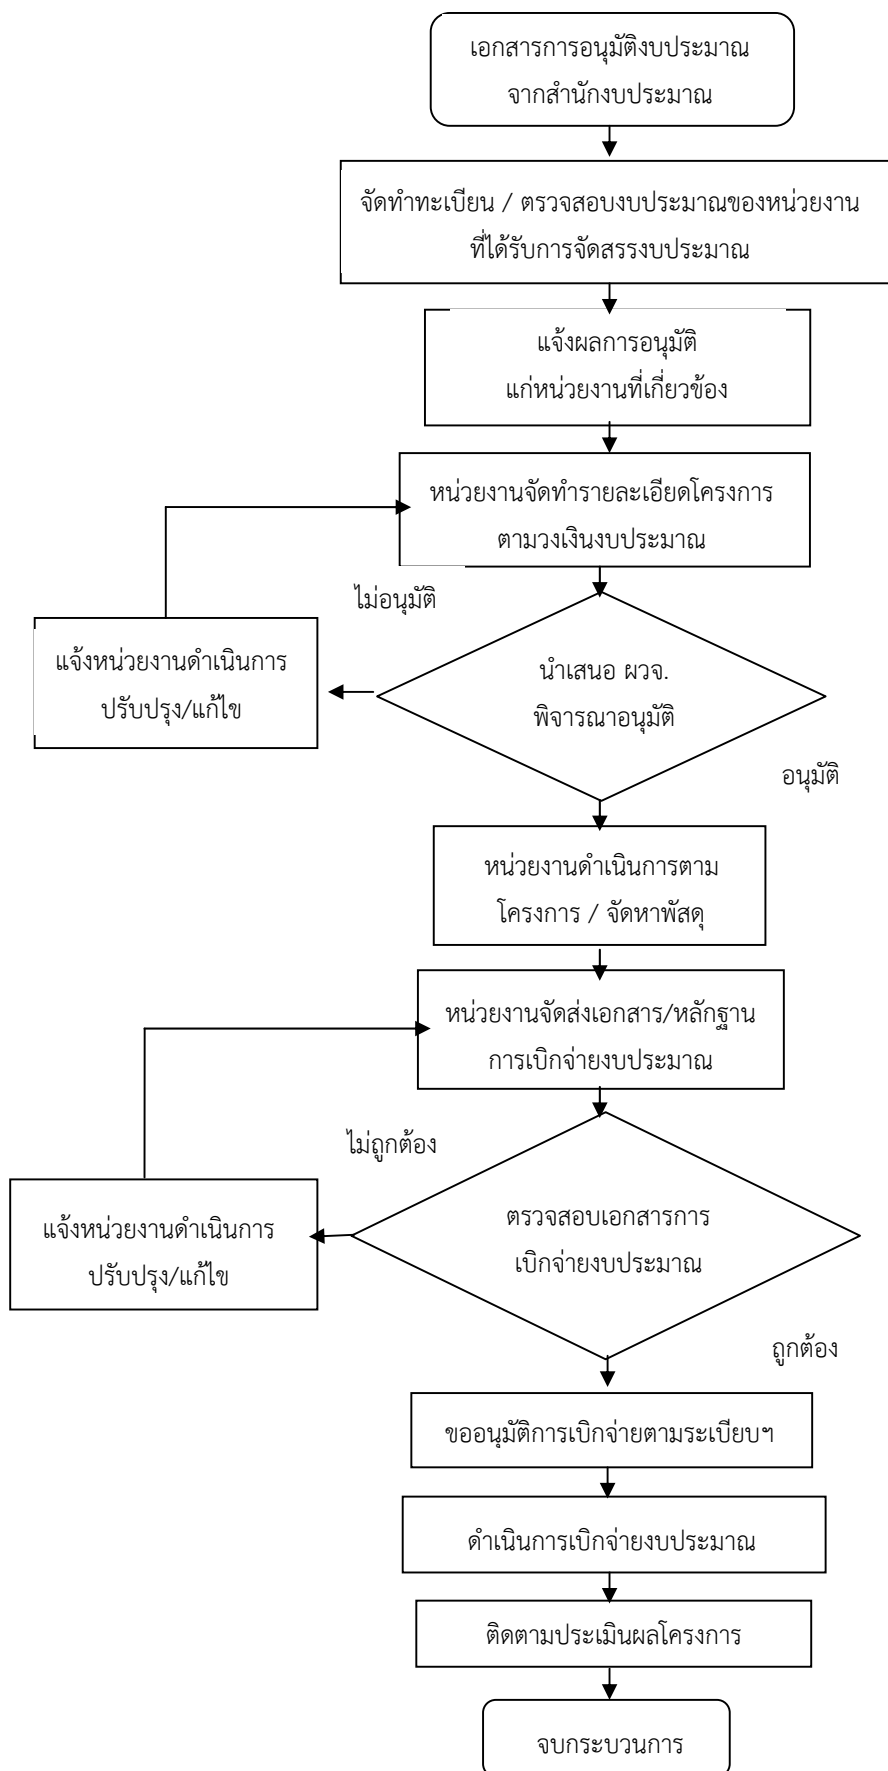 เอกสารการอนุมัติงบประมาณ
จากสำนักงบประมาณ
จัดทำทะเบียน / ตรวจสอบงบประมาณของหน่วยงาน
ที่ได้รับการจัดสรรงบประมาณ
แจ้งผลการอนุมัติ
แก่หน่วยงานที่เกี่ยวข้อง
หน่วยงานจัดทำรายละเอียดโครงการ
ตามวงเงินงบประมาณ
ไม่อนุมัติ
แจ้งหน่วยงานดำเนินการ
ปรับปรุง/แก้ไข
นำเสนอ ผวจ.
พิจารณาอนุมัติ
อนุมัติ
หน่วยงานดำเนินการตาม
โครงการ / จัดหาพัสดุ
หน่วยงานจัดส่งเอกสาร/หลักฐาน
การเบิกจ่ายงบประมาณ
ไม่ถูกต้อง
แจ้งหน่วยงานดำเนินการ
ปรับปรุง/แก้ไข
ตรวจสอบเอกสารการ
เบิกจ่ายงบประมาณ
ถูกต้อง
ขออนุมัติการเบิกจ่ายตามระเบียบฯ
ดำเนินการเบิกจ่ายงบประมาณ
ติดตามประเมินผลโครงการ
จบกระบวนการ